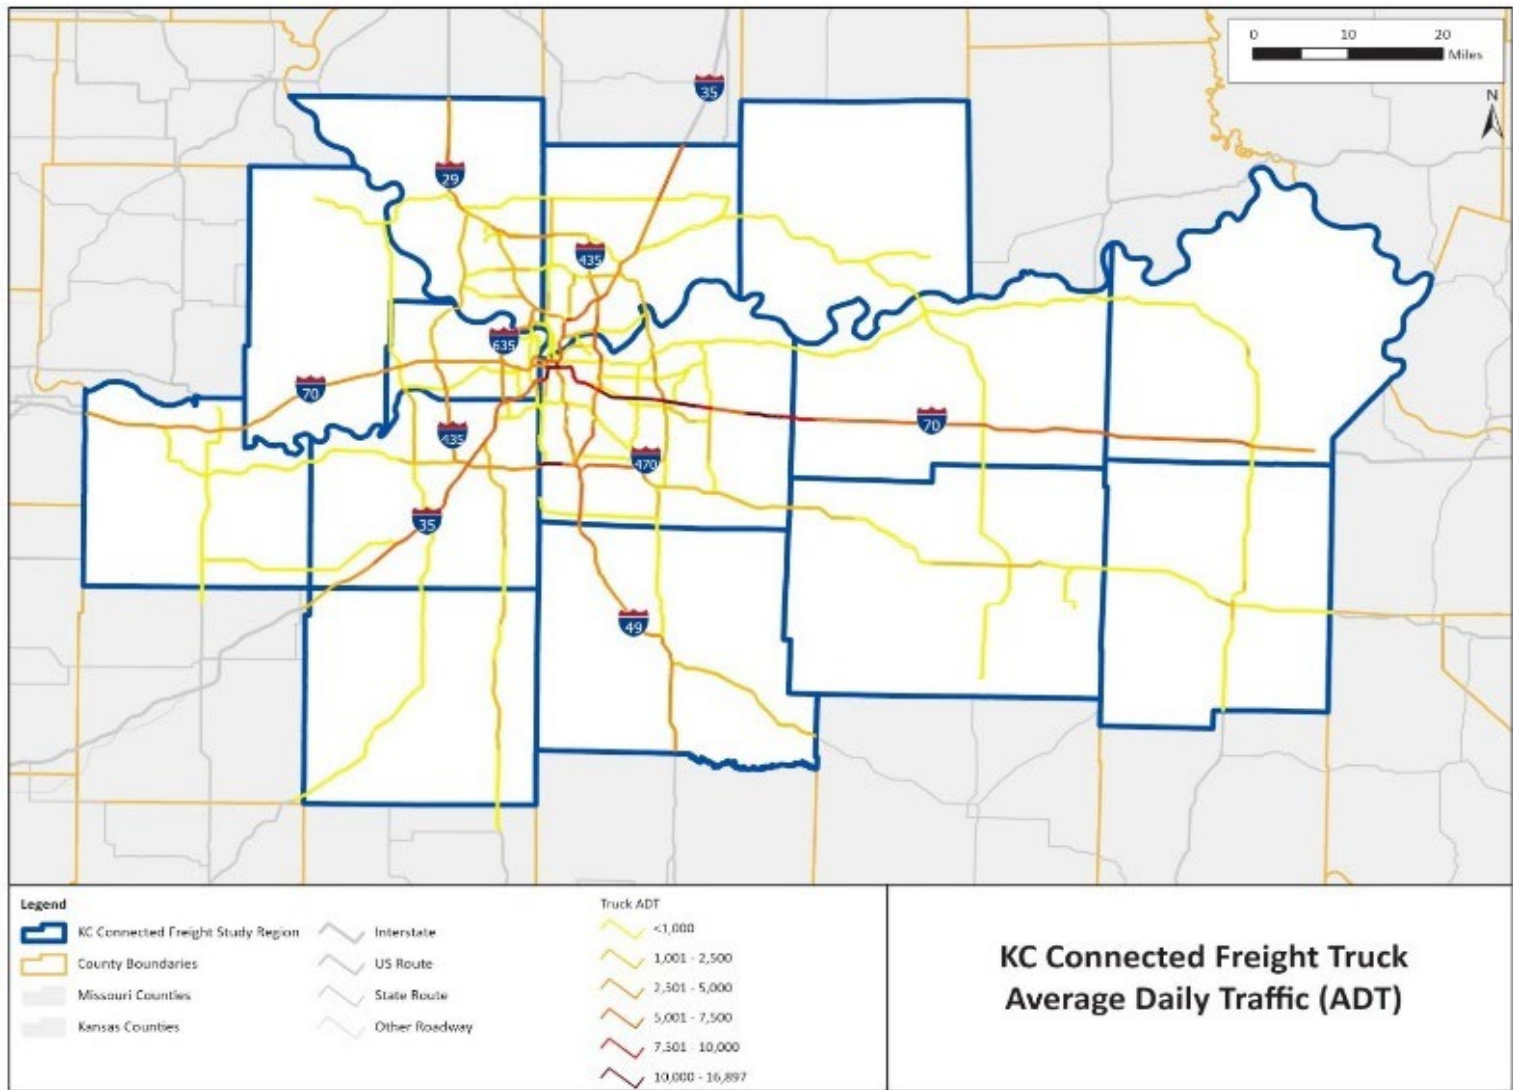 0 10 20
Miles
N
35
29
435
635
70
435
70
470
35
49
Legend
KC Connected Freight Study Region
County Boundaries
Missouri Counties
Kansas Counties
Interstate
US Route
State Route
Other Roadway
Truck ADT
<1,000
1,001 - 2,500
2,501 - 5,000
5,001 - 7,500
7,501 - 10,000
10,000 - 16,897
KC Connected Freight Truck
Average Daily Traffic (ADT)